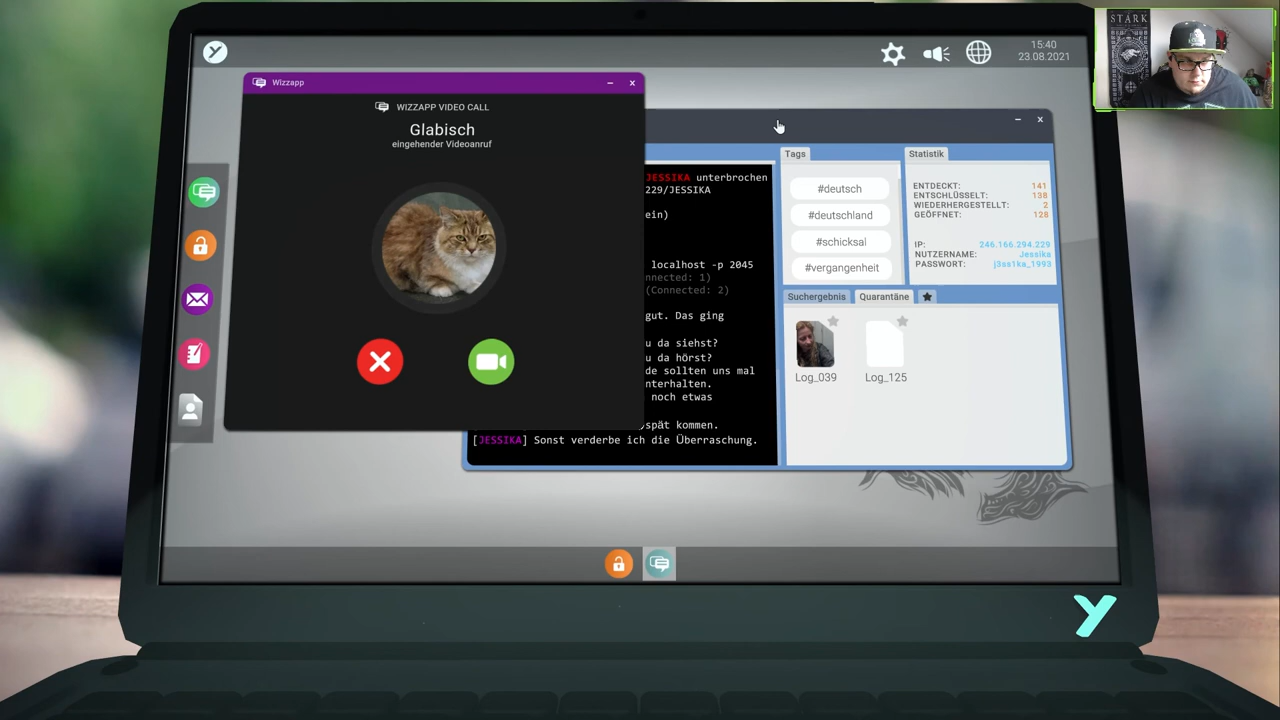 STARK
15:40
23.08.2021
Wizzapp
WIZZAPP VIDEO CALL
Glabisch
eingehender Videoanruf
JESSIKA unterbrochen
229/JESSIKA
ein)
localhost -p 2045
nnected: 1)
(Connected: 2)
gut. Das ging
u da siehst?
u da hörst?
de sollten uns mal
nterhalten.
noch etwas
spät kommen.
[JESSIKA] Sonst verderbe ich die Überraschung.
Tags
#deutsch
#deutschland
#schicksal
#vergangenheit
Statistik
ENTDECKT: 141
ENTSCHLÜSSELT: 138
WIEDERHERGESTELLT: 2
GEÖFFNET: 128
IP: 246.166.294.229
NUTZERNAME: Jessika
PASSWORT: j3ss1ka_1993
Suchergebnis Quarantäne
Log_039 Log_125